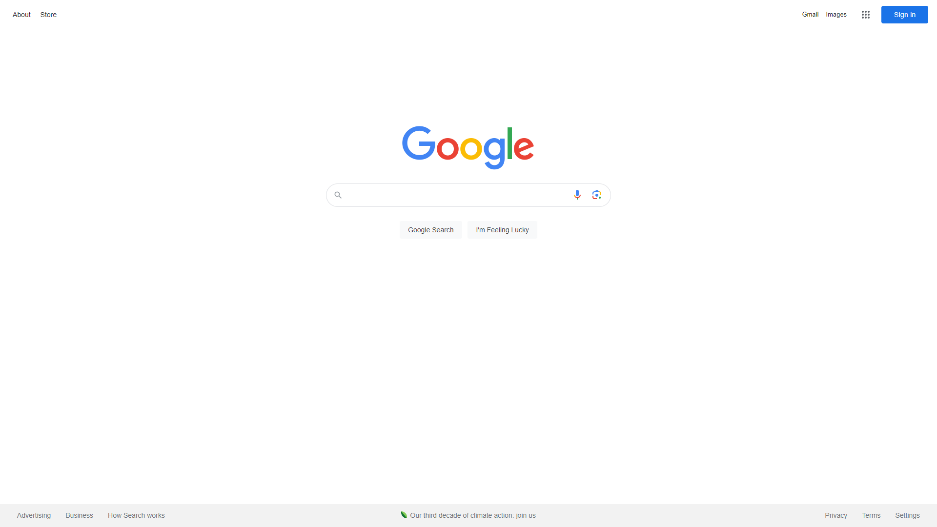 About Store Gmail Images Sign in
Google
Google Search I'm Feeling Lucky
Our third decade of climate action: join us
Advertising Business How Search works Privacy Terms Settings